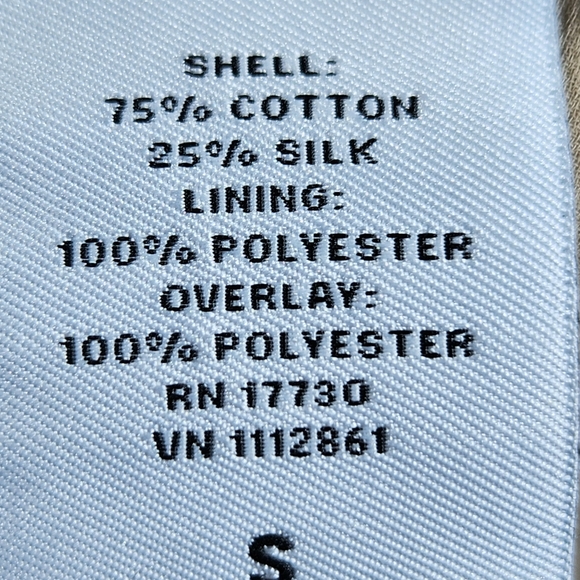 SHELL:
75% COTTON
25% SILK
LINING:
100% POLYESTER
OVERLAY:
100% POLYESTER
RN 17730
VN 1112861
S